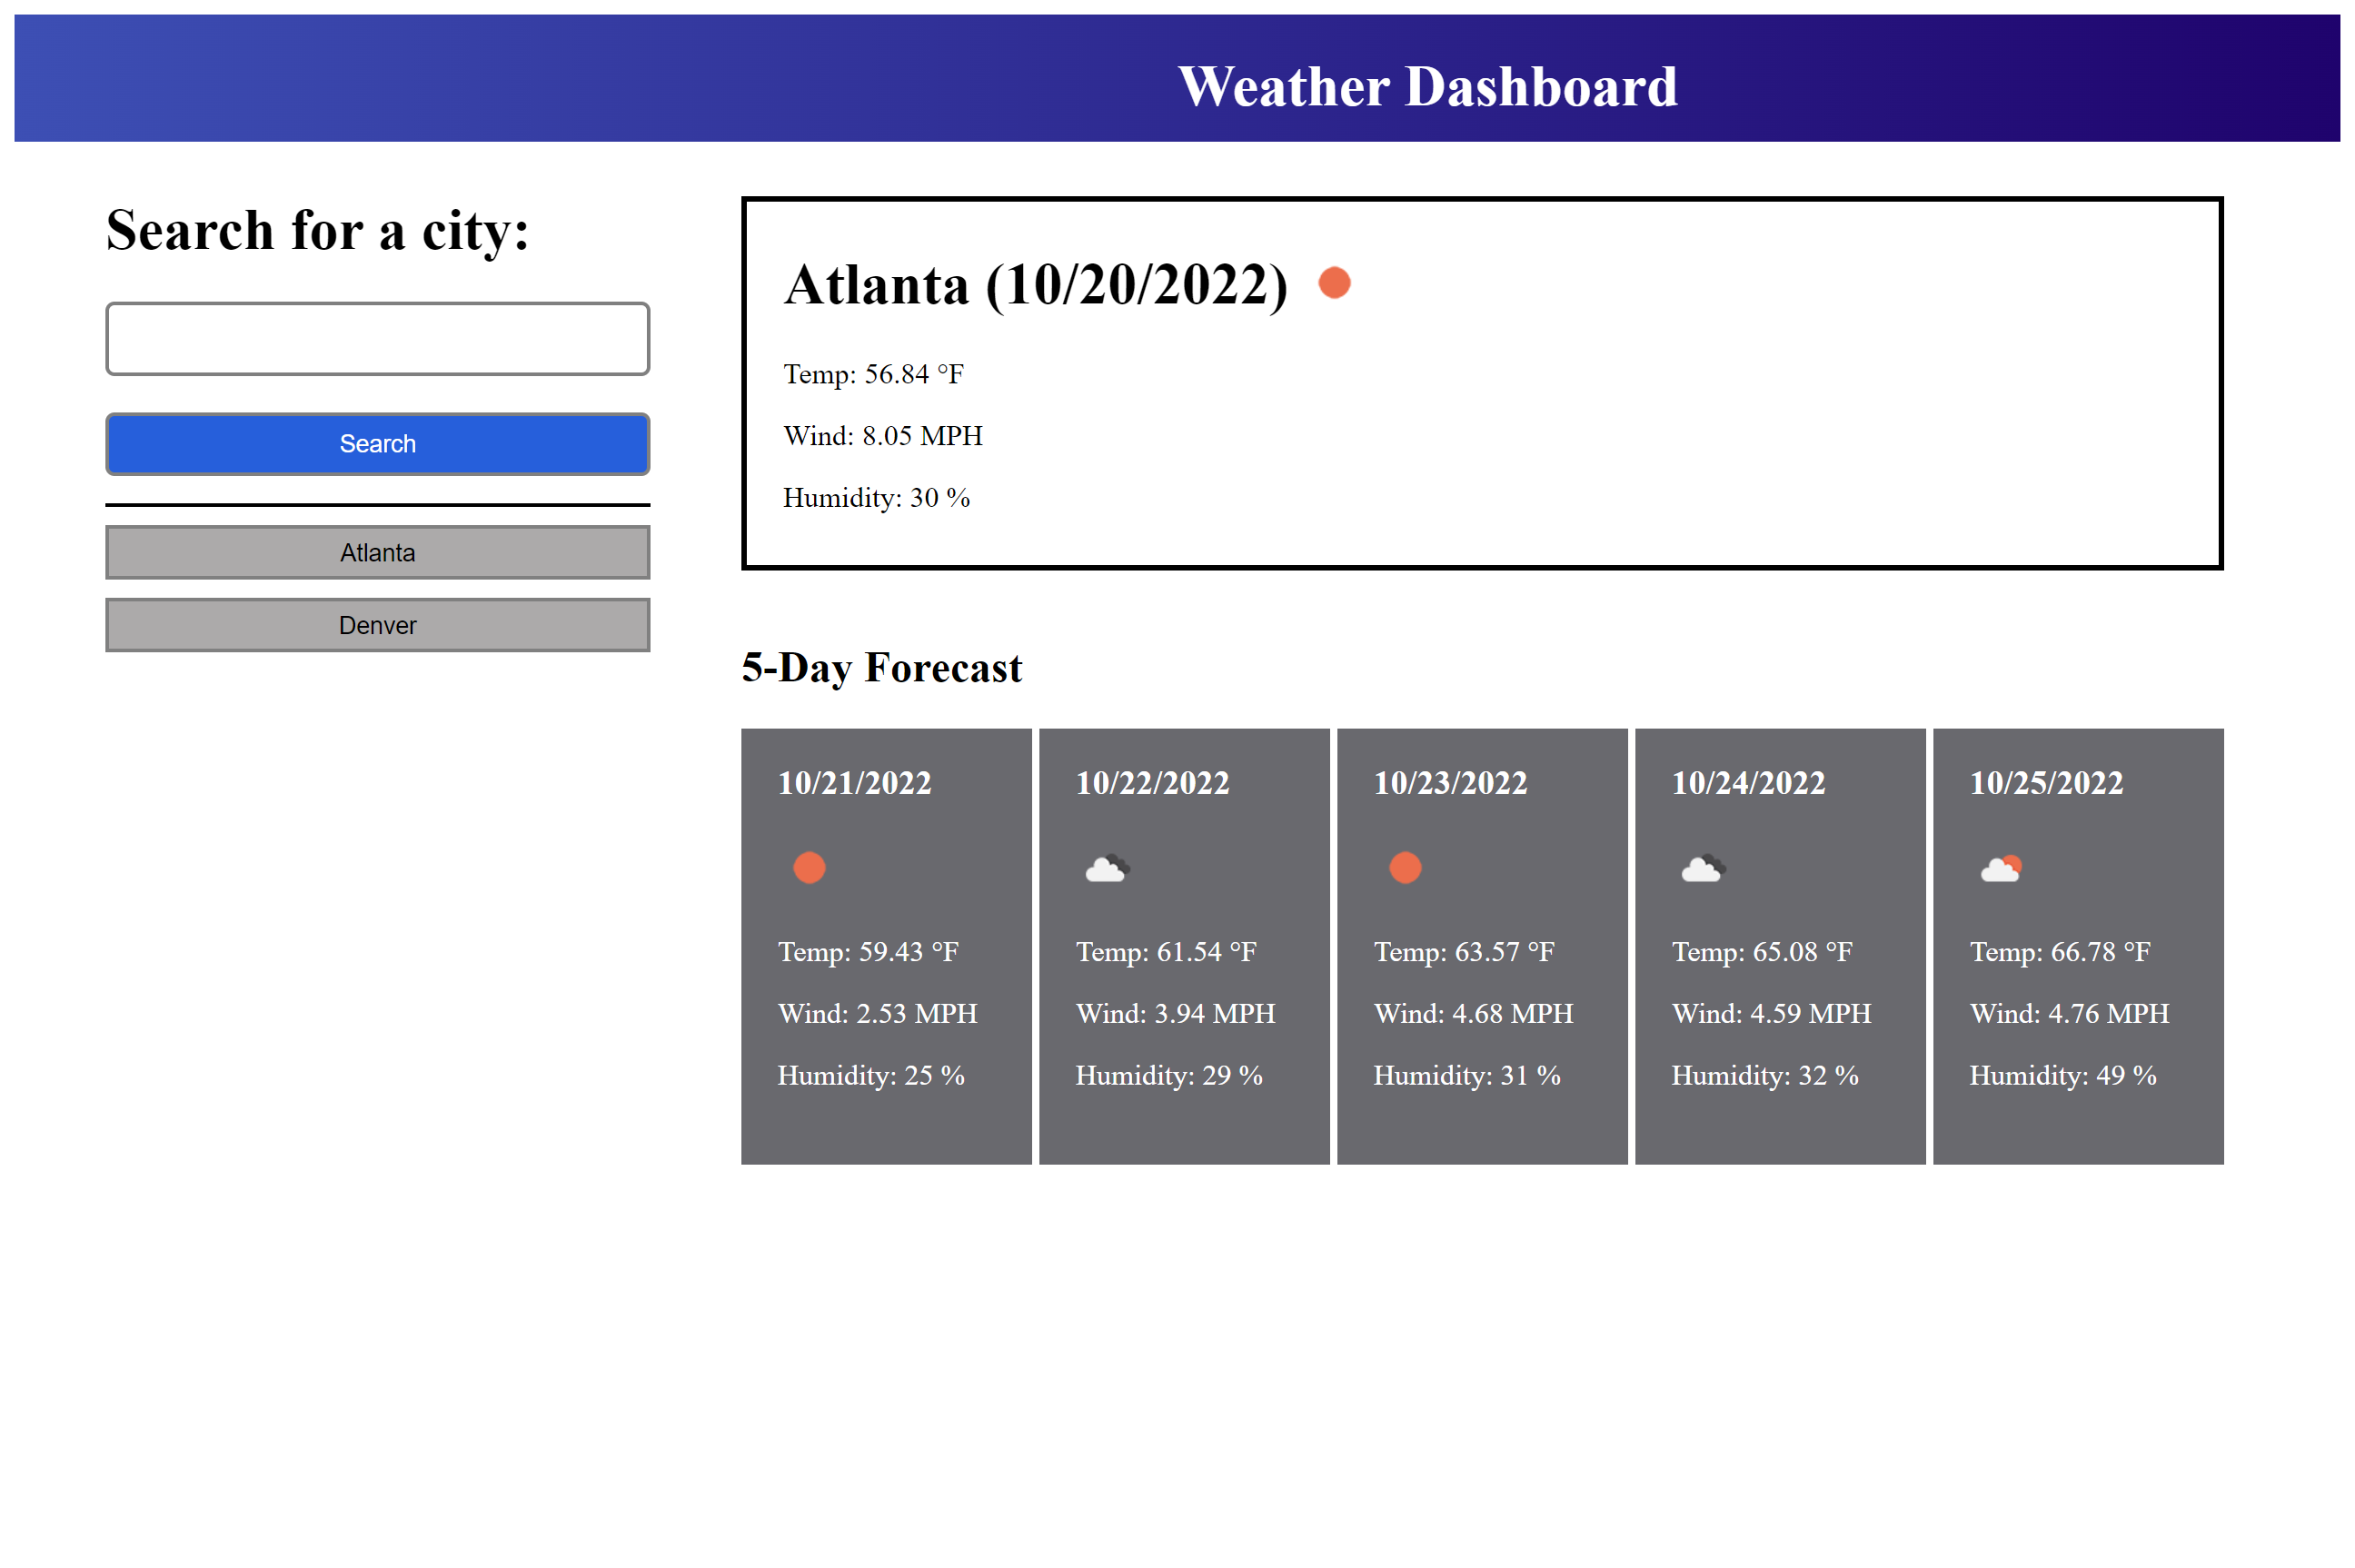 Weather Dashboard
Search for a city:
Search
Atlanta
Denver
Atlanta (10/20/2022)
Temp: 56.84 °F
Wind: 8.05 MPH
Humidity: 30 %
5-Day Forecast
10/21/2022
Temp: 59.43 °F
Wind: 2.53 MPH
Humidity: 25 %
10/22/2022
Temp: 61.54 °F
Wind: 3.94 MPH
Humidity: 29 %
10/23/2022
Temp: 63.57 °F
Wind: 4.68 MPH
Humidity: 31 %
10/24/2022
Temp: 65.08 °F
Wind: 4.59 MPH
Humidity: 32 %
10/25/2022
Temp: 66.78 °F
Wind: 4.76 MPH
Humidity: 49 %